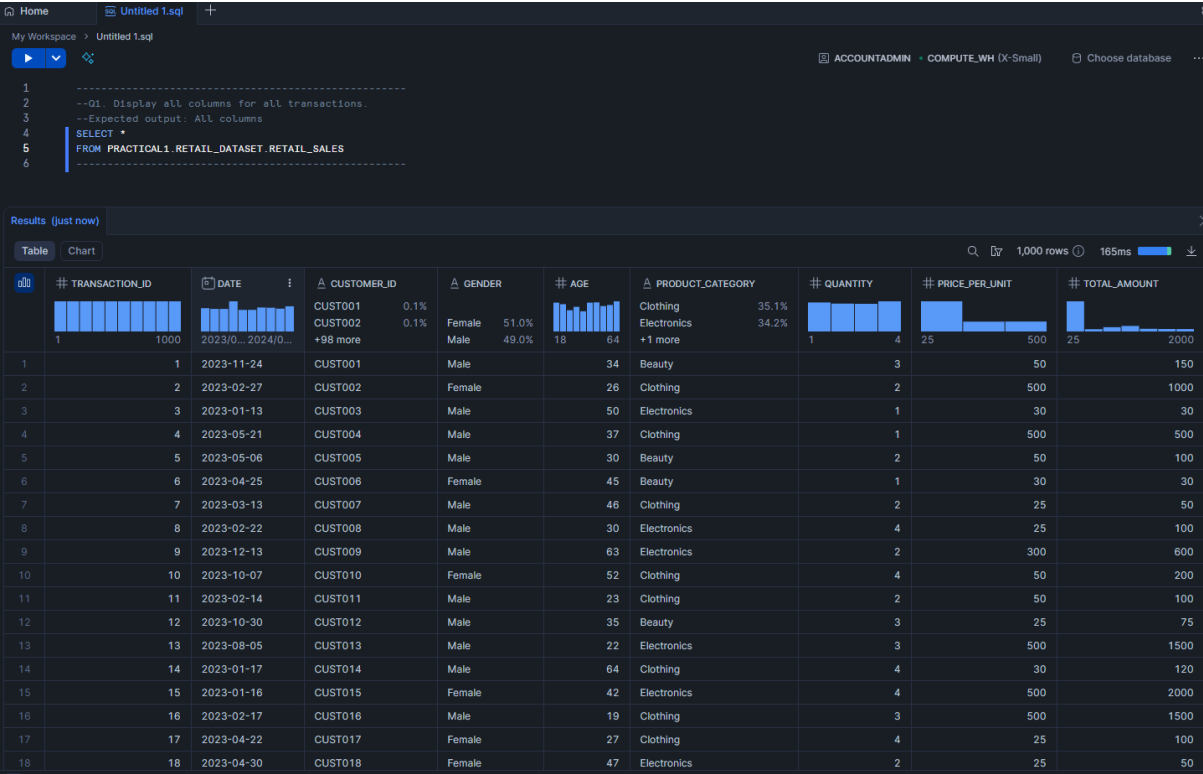 Home Untitled 1.sql
My Workspace > Untitled 1.sql
ACCOUNTADMIN • COMPUTE_WH (X-Small) Choose database ...
1 ------------------------------------------------------
2 --Q1. Display all columns for all transactions.
3 --Expected output: All columns
4 SELECT *
5 FROM PRACTICAL1.RETAIL_DATASET.RETAIL_SALES
6 ------------------------------------------------------
Results (just now)
Table Chart 1,000 rows 165ms
# TRANSACTION_ID DATE A CUSTOMER_ID A GENDER # AGE A PRODUCT_CATEGORY # QUANTITY # PRICE_PER_UNIT # TOTAL_AMOUNT
CUST001 0.1% Clothing 35.1%
CUST002 0.1% Female 51.0% Electronics 34.2%
1 1000 2023/0... 2024/0... +98 more Male 49.0% 18 64 +1 more 1 4 25 500 25 2000
1 1 2023-11-24 CUST001 Male 34 Beauty 3 50 150
2 2 2023-02-27 CUST002 Female 26 Clothing 2 500 1000
3 3 2023-01-13 CUST003 Male 50 Electronics 1 30 30
4 4 2023-05-21 CUST004 Male 37 Clothing 1 500 500
5 5 2023-05-06 CUST005 Male 30 Beauty 2 50 100
6 6 2023-04-25 CUST006 Female 45 Beauty 1 30 30
7 7 2023-03-13 CUST007 Male 46 Clothing 2 25 50
8 8 2023-02-22 CUST008 Male 30 Electronics 4 25 100
9 9 2023-12-13 CUST009 Male 63 Electronics 2 300 600
10 10 2023-10-07 CUST010 Female 52 Clothing 4 50 200
11 11 2023-02-14 CUST011 Male 23 Clothing 2 50 100
12 12 2023-10-30 CUST012 Male 35 Beauty 3 25 75
13 13 2023-08-05 CUST013 Male 22 Electronics 3 500 1500
14 14 2023-01-17 CUST014 Male 64 Clothing 4 30 120
15 15 2023-01-16 CUST015 Female 42 Electronics 4 500 2000
16 16 2023-02-17 CUST016 Male 19 Clothing 3 500 1500
17 17 2023-04-22 CUST017 Female 27 Clothing 4 25 100
18 18 2023-04-30 CUST018 Female 47 Electronics 2 25 50